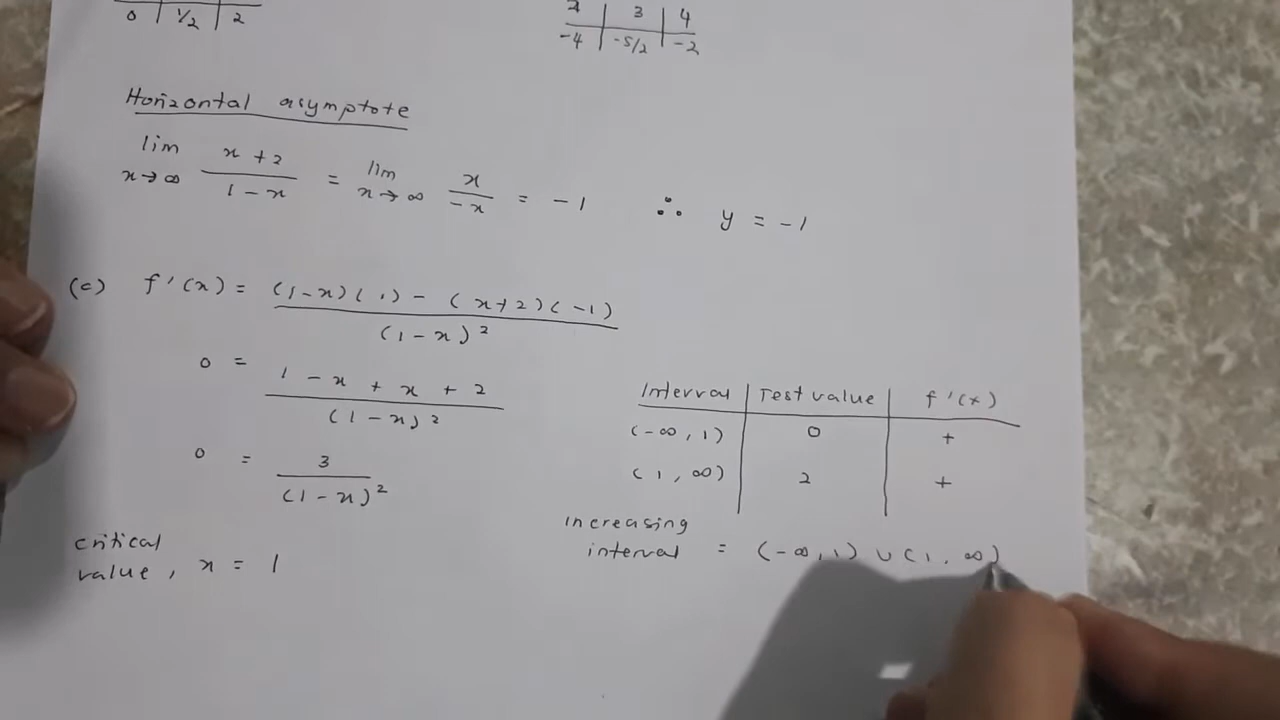 0 | 1/2 | 2
3 | 4
-4 | -5/2 | -2
Horizontal asymptote
lim x→∞ (x + 2)/(1 - x) = lim x→∞ x/(-x) = -1 ∴ y = -1
(c) f'(x) = ((1-x)(1) - (x+2)(-1))/(1-x)²
0 = (1 - x + x + 2)/(1-x)²
0 = 3/(1-x)²
critical
value, x = 1
Interval | Test value | f'(x)
(-∞, 1) | 0 | +
(1, ∞) | 2 | +
increasing
interval = (-∞, 1) ∪ (1, ∞)